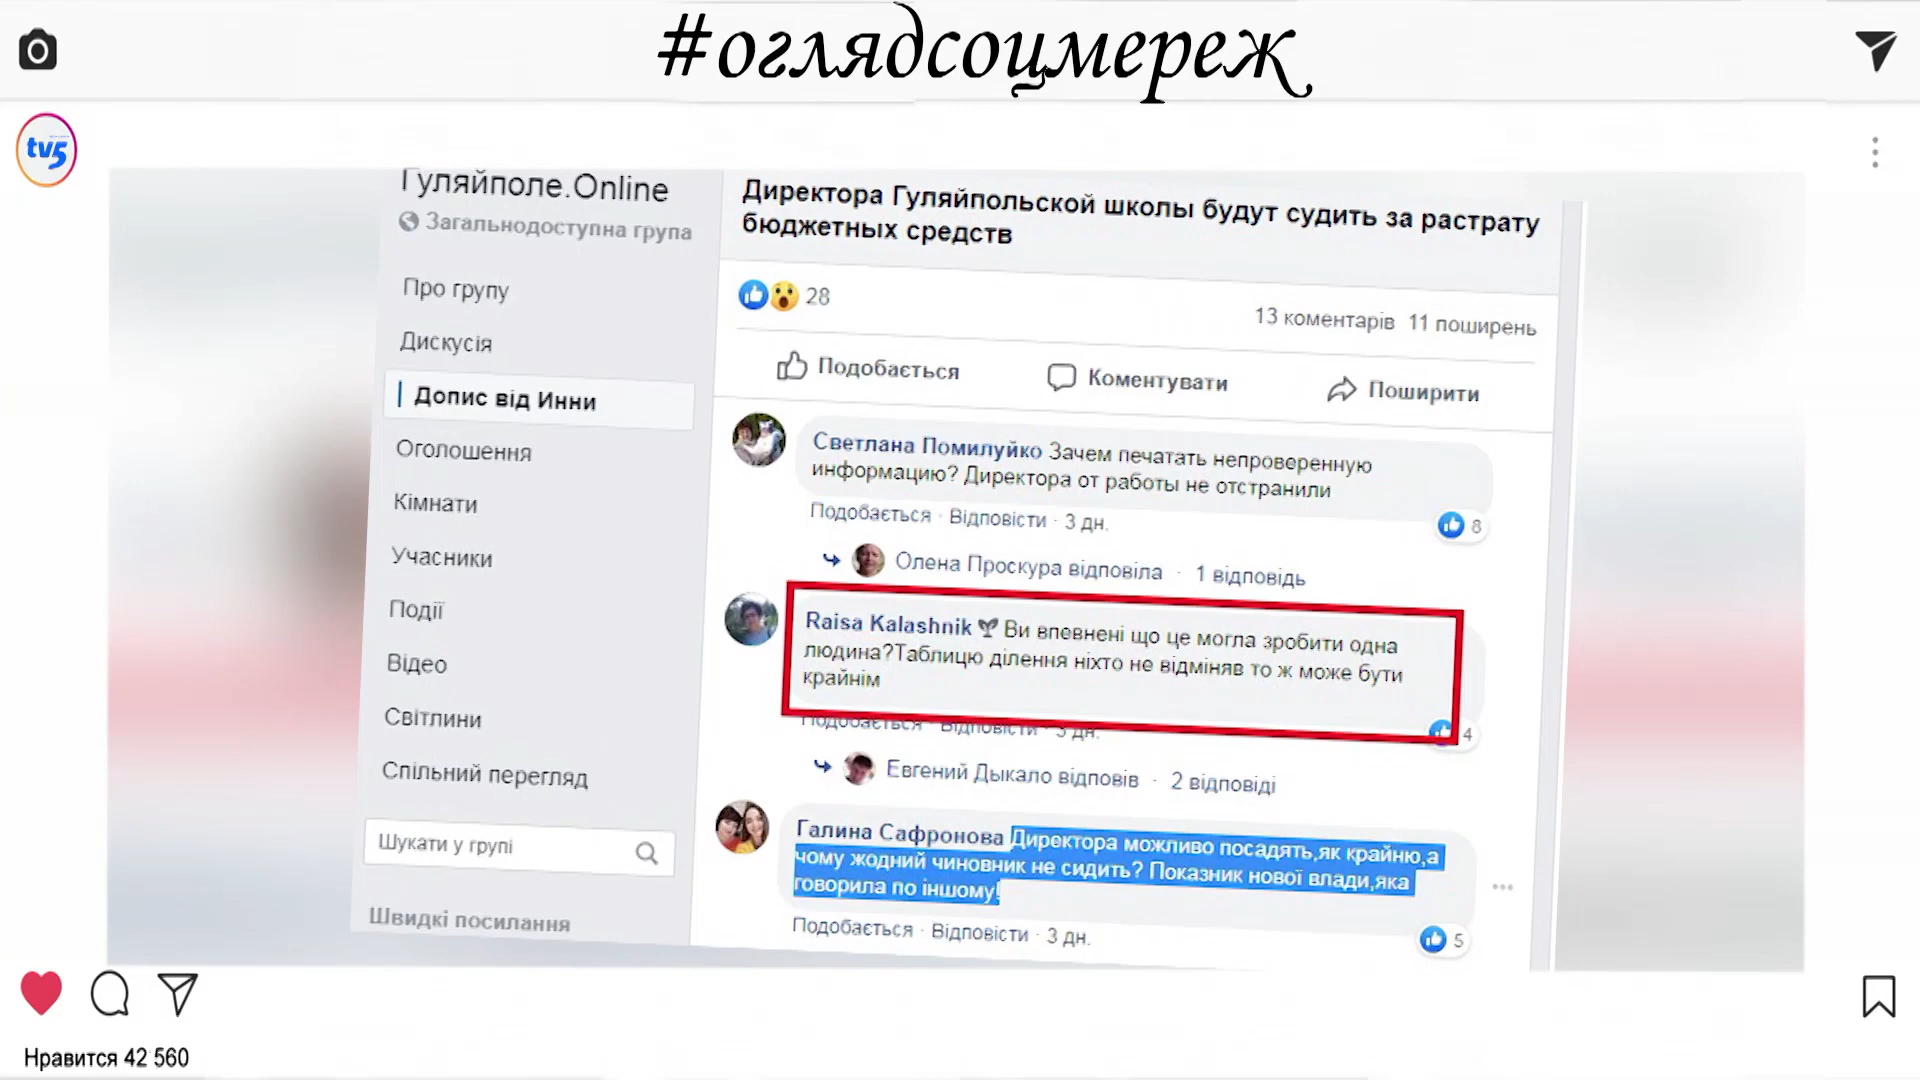 #оглядсоцмереж
tv5
Гуляйполе.Online
Загальнодоступна група
Про групу
Дискусія
Допис від Инни
Оголошення
Кімнати
Учасники
Події
Відео
Світлини
Спільний перегляд
Шукати у групі
Швидкі посилання
Директора Гуляйпольской школы будут судить за растрату
бюджетных средств
28
13 коментарів 11 поширень
Подобається Коментувати Поширити
Светлана Помилуйко Зачем печатать непроверенную
информацию? Директора от работы не отстранили
Подобається · Відповісти · 3 дн.
8
Олена Проскура відповіла · 1 відповідь
Raisa Kalashnik Ви впевнені що це могла зробити одна
людина?Таблицю ділення ніхто не відміняв то ж може бути
крайнім
Подобається · Відповісти · 3 дн.
4
Евгений Дыкало відповів · 2 відповіді
Галина Сафронова Директора можливо посадять,як крайню,а
чому жодний чиновник не сидить? Показник нової влади,яка
говорила по іншому!
Подобається · Відповісти · 3 дн.
5
Нравится 42 560